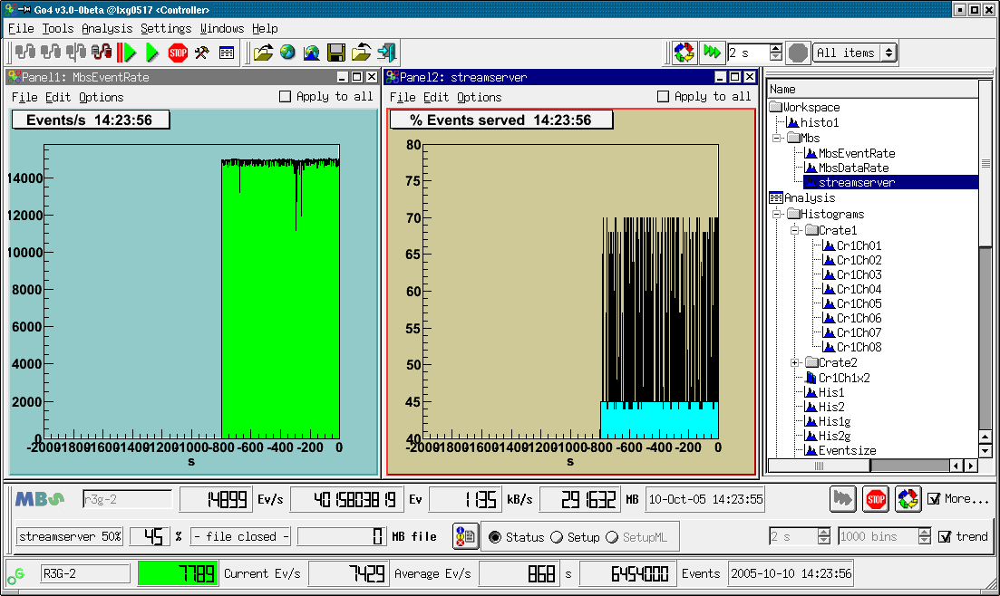 Go4 v3.0-0beta @lxg0517 <Controller>
File Tools Analysis Settings Windows Help
STOP 2 s All items
Panel1: MbsEventRate
File Edit Options Apply to all
Events/s 14:23:56
14000
12000
10000
8000
6000
4000
2000
0
-2000 -1800 -1600 -1400 -1200 -1000 -800 -600 -400 -200 0
s
Panel2: streamserver
File Edit Options Apply to all
% Events served 14:23:56
80
75
70
65
60
55
50
45
40
-2000 -1800 -1600 -1400 -1200 -1000 -800 -600 -400 -200 0
s
Name
Workspace
histo1
Mbs
MbsEventRate
MbsDataRate
streamserver
Analysis
Histograms
Crate1
Cr1Ch01
Cr1Ch02
Cr1Ch03
Cr1Ch04
Cr1Ch05
Cr1Ch06
Cr1Ch07
Cr1Ch08
Crate2
Cr1Ch1x2
His1
His2
His1g
His2g
Eventsize
MBS r3g-2 14899 Ev/s 4015803819 Ev 1135 kB/s 291632 MB 10-Oct-05 14:23:55 STOP More...
streamserver 50% 45 % - file closed - 0 MB file Status Setup SetupML 2 s 1000 bins trend
G R3G-2 7789 Current Ev/s 7429 Average Ev/s 868 s 6454000 Events 2005-10-10 14:23:56